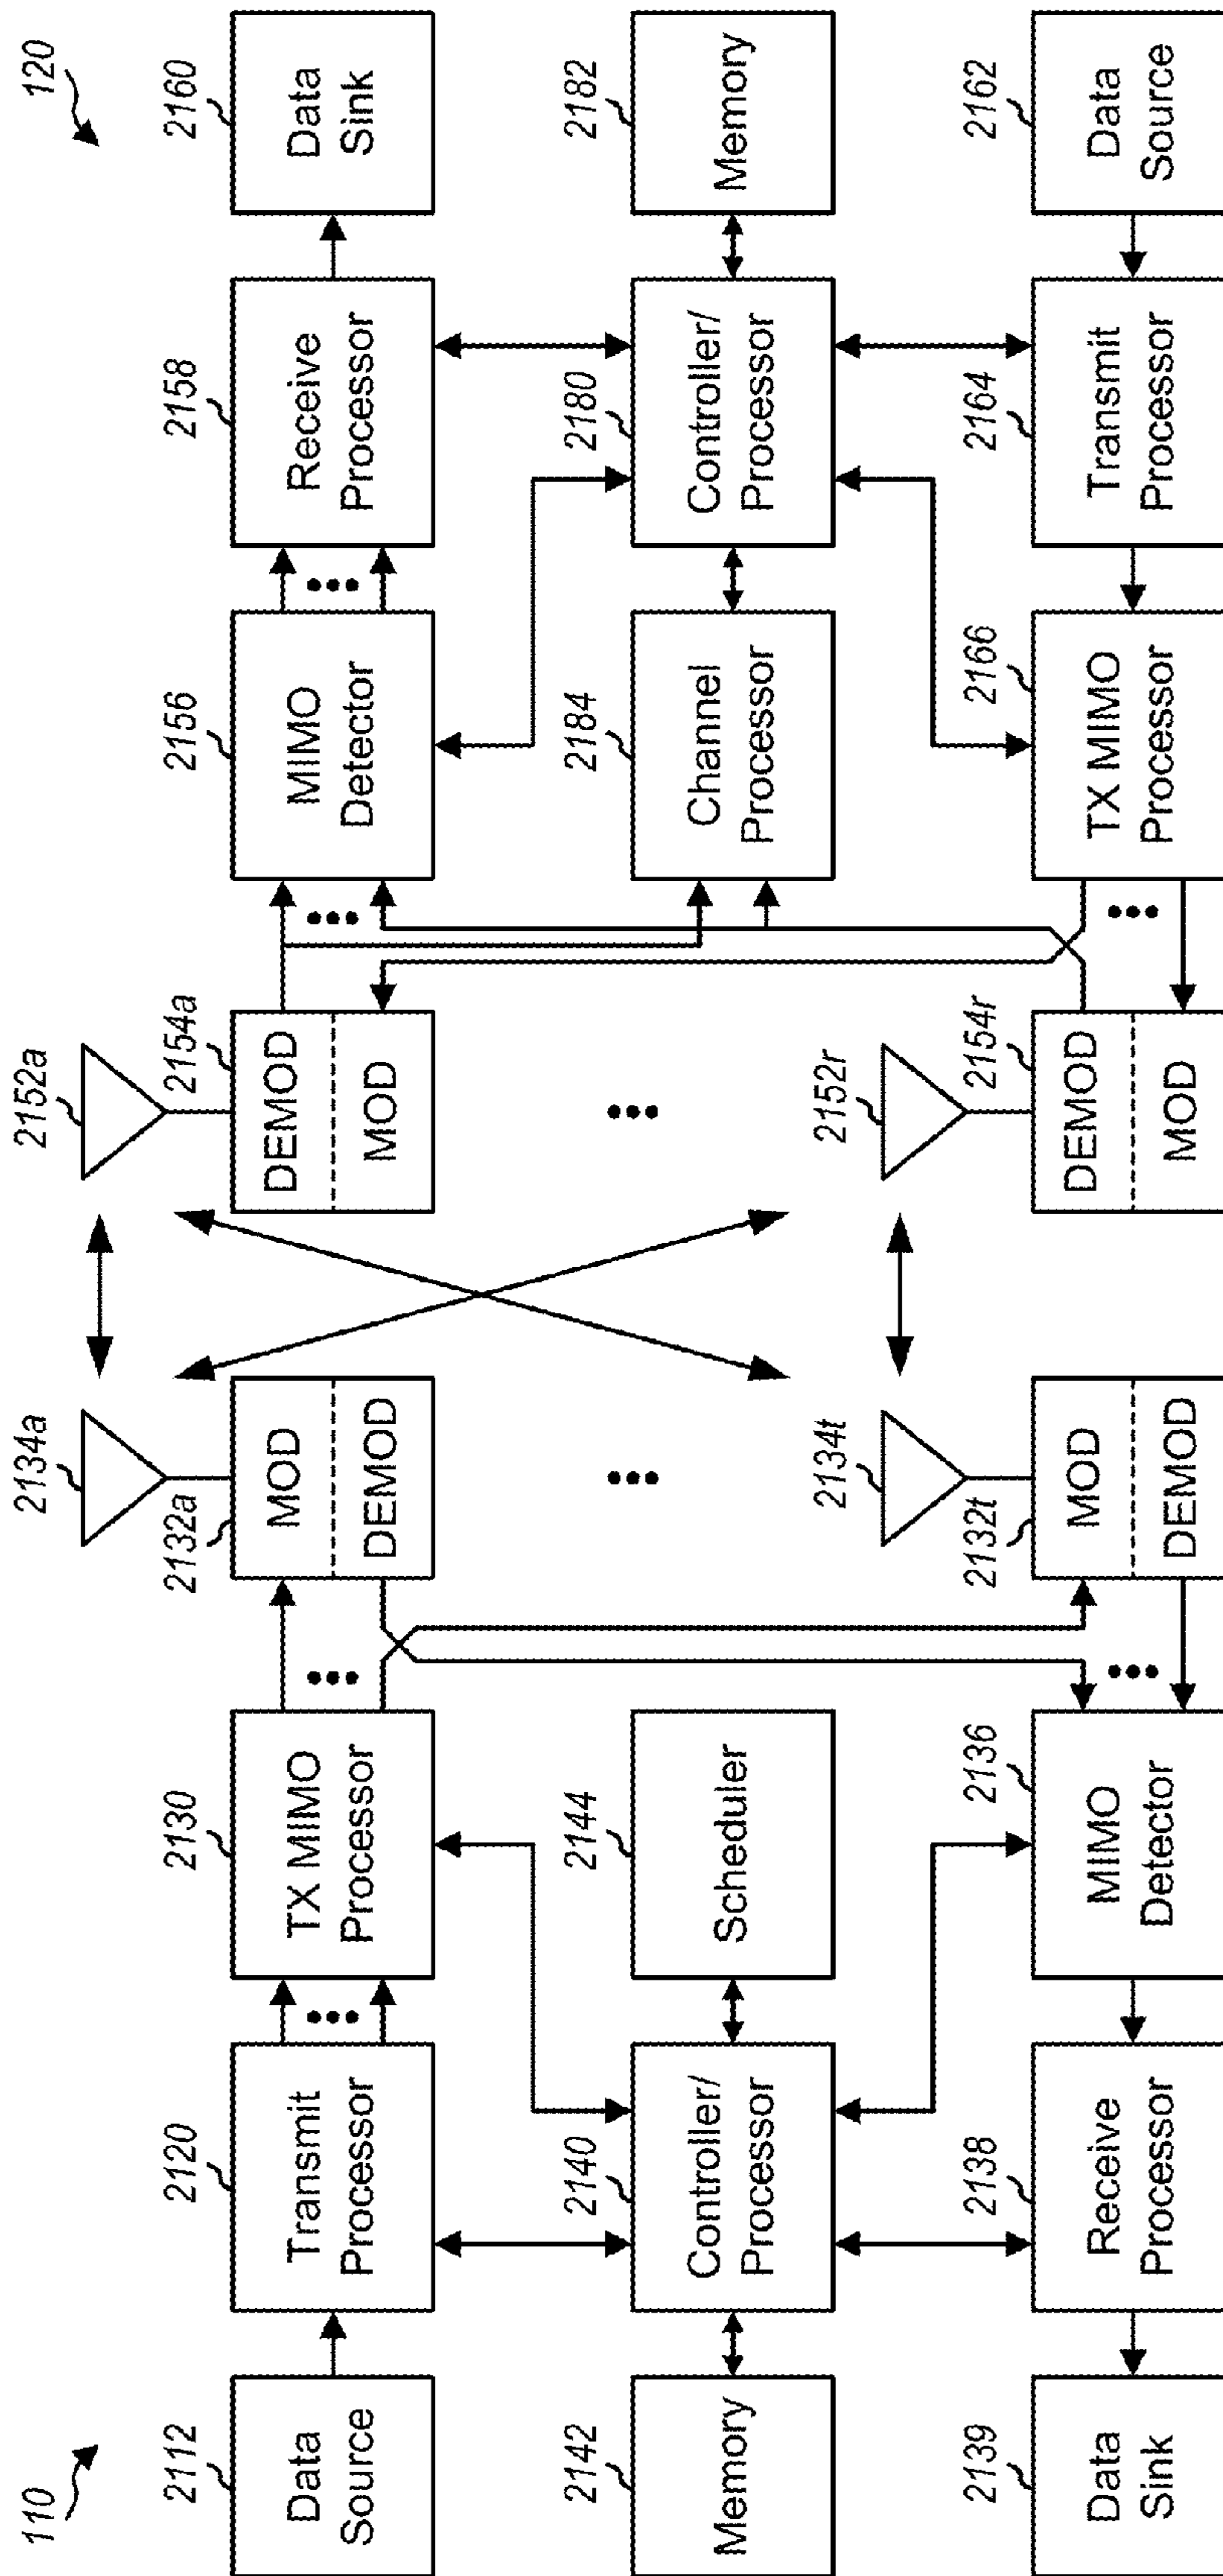 110
120
2112
Data
Source
2120
Transmit
Processor
2130
TX MIMO
Processor
2134a
2132a
MOD
DEMOD
2152a
2154a
DEMOD
MOD
2156
MIMO
Detector
2158
Receive
Processor
2160
Data
Sink
2142
Memory
2140
Controller/
Processor
2144
Scheduler
2184
Channel
Processor
2180
Controller/
Processor
2182
Memory
2139
Data
Sink
2138
Receive
Processor
2136
MIMO
Detector
2134t
2132t
MOD
DEMOD
2152r
2154r
DEMOD
MOD
2166
TX MIMO
Processor
2164
Transmit
Processor
2162
Data
Source